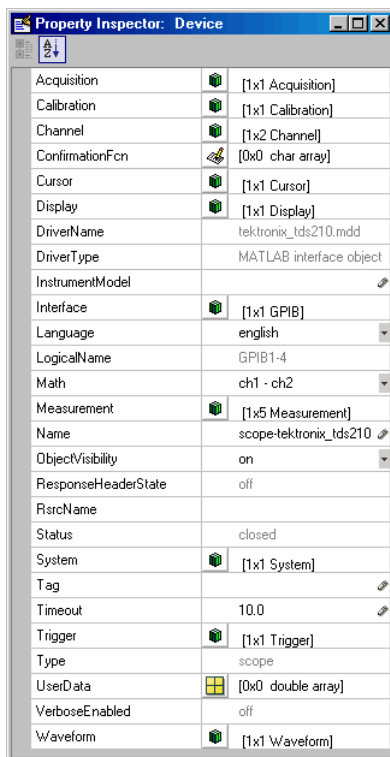 Property Inspector: Device
Acquisition [1x1 Acquisition]
Calibration [1x1 Calibration]
Channel [1x2 Channel]
ConfirmationFcn [0x0 char array]
Cursor [1x1 Cursor]
Display [1x1 Display]
DriverName tektronix_tds210.mdd
DriverType MATLAB interface object
InstrumentModel
Interface [1x1 GPIB]
Language english
LogicalName GPIB1-4
Math ch1 - ch2
Measurement [1x5 Measurement]
Name scope-tektronix_tds210
ObjectVisibility on
ResponseHeaderState off
RsrcName
Status closed
System [1x1 System]
Tag
Timeout 10.0
Trigger [1x1 Trigger]
Type scope
UserData [0x0 double array]
VerboseEnabled off
Waveform [1x1 Waveform]